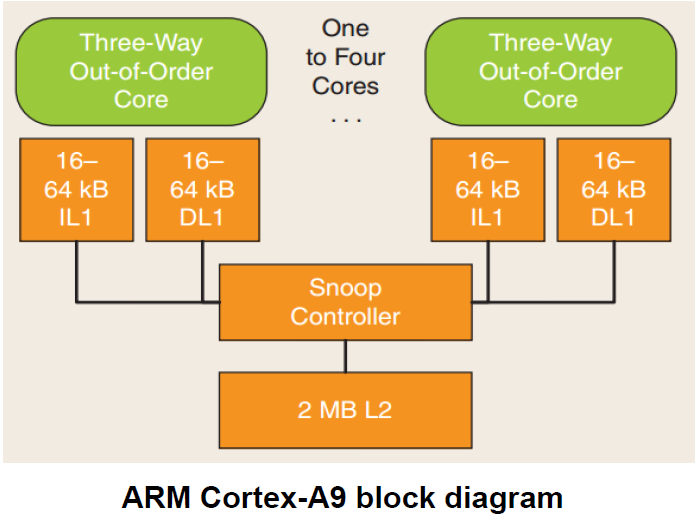 Three-Way
Out-of-Order
Core
One
to Four
Cores
. . .
Three-Way
Out-of-Order
Core
16–
64 kB
IL1
16–
64 kB
DL1
16–
64 kB
IL1
16–
64 kB
DL1
Snoop
Controller
2 MB L2
ARM Cortex-A9 block diagram